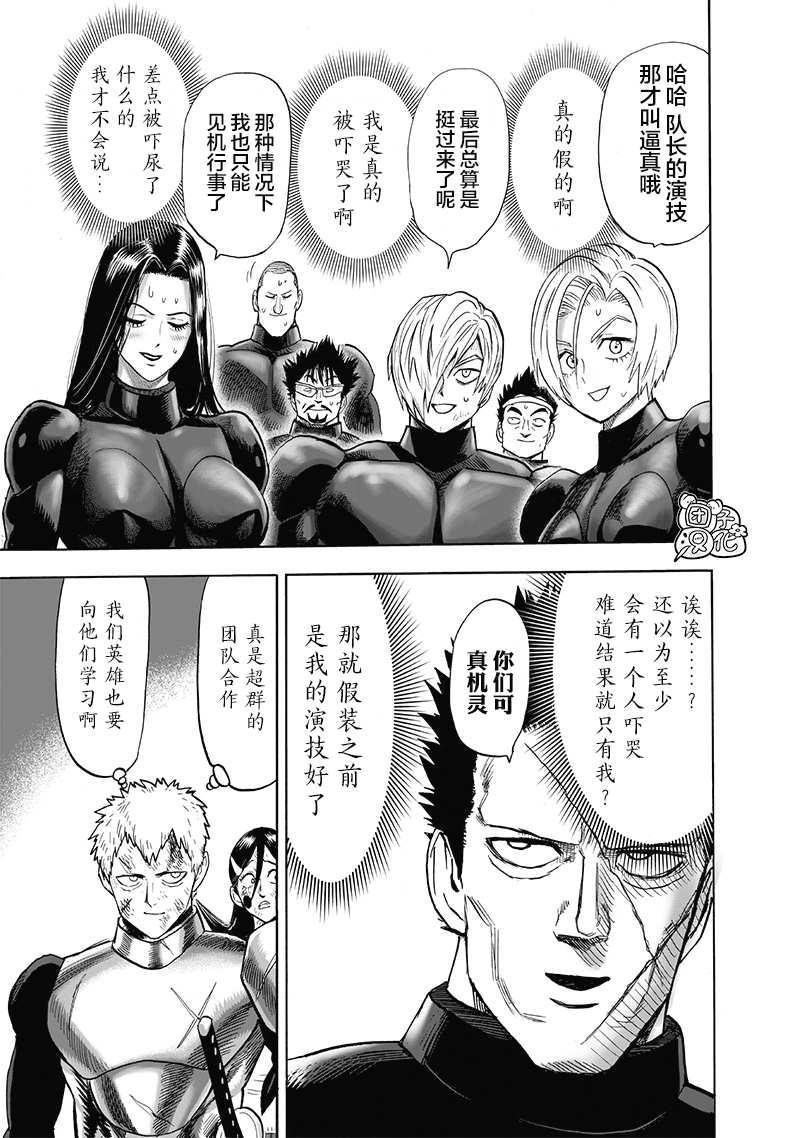 哈哈 队长的演技
那才叫逼真哦
真的假的啊
最后总算是
挺过来了呢
我是真的
被吓哭了啊
那种情况下
我也只能
见机行事了
差点被吓尿了
什么的
我才不会说…
团子
只化
诶诶……？
还以为至少
会有一个人吓哭
难道结果就只有我？
你们可
真机灵
那就假装之前
是我的演技好了
真是超群的
团队合作
我们英雄也要
向他们学习啊